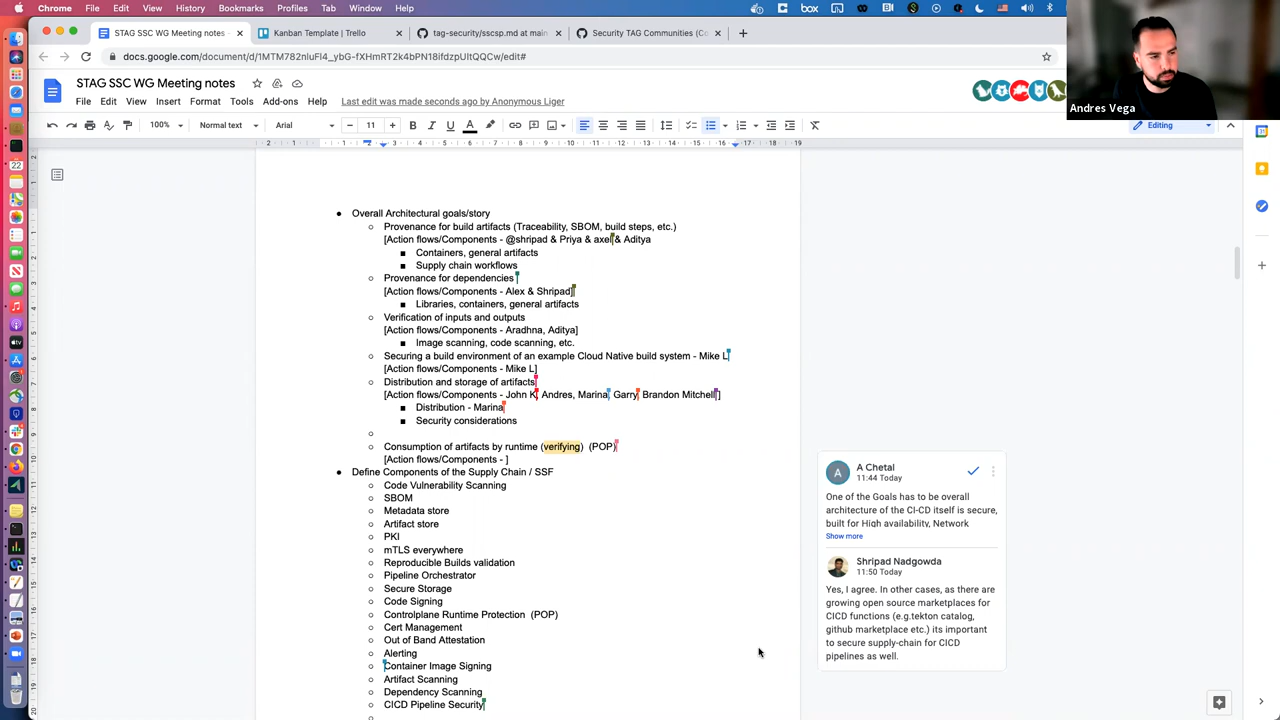 Chrome File Edit View History Bookmarks Profiles Tab Window Help
STAG SSC WG Meeting notes
Kanban Template | Trello
tag-security/sscsp.md at main
Security TAG Communities (Co
docs.google.com/document/d/1MTM782nluFl4_ybG-fXHmRT2k4bPN18ifdzpUltQQCw/edit#
STAG SSC WG Meeting notes
Andres Vega
File Edit View Insert Format Tools Add-ons Help Last edit was made seconds ago by Anonymous Liger
100% Normal text Arial 11 Editing
Overall Architectural goals/story
Provenance for build artifacts (Traceability, SBOM, build steps, etc.)
[Action flows/Components - @shripad & Priya & axel & Aditya
Containers, general artifacts
Supply chain workflows
Provenance for dependencies
[Action flows/Components - Alex & Shripad]
Libraries, containers, general artifacts
Verification of inputs and outputs
[Action flows/Components - Aradhna, Aditya]
Image scanning, code scanning, etc.
Securing a build environment of an example Cloud Native build system - Mike L
[Action flows/Components - Mike L]
Distribution and storage of artifacts
[Action flows/Components - John K, Andres, Marina, Garry, Brandon Mitchell]
Distribution - Marina
Security considerations
Consumption of artifacts by runtime (verifying) (POP)
[Action flows/Components - ]
Define Components of the Supply Chain / SSF
Code Vulnerability Scanning
SBOM
Metadata store
Artifact store
PKI
mTLS everywhere
Reproducible Builds validation
Pipeline Orchestrator
Secure Storage
Code Signing
Controlplane Runtime Protection (POP)
Cert Management
Out of Band Attestation
Alerting
Container Image Signing
Artifact Scanning
Dependency Scanning
CICD Pipeline Security
A Chetal
11:44 Today
One of the Goals has to be overall
architecture of the CI-CD itself is secure,
built for High availability, Network
Show more
Shripad Nadgowda
11:50 Today
Yes, I agree. In other cases, as there are
growing open source marketplaces for
CICD functions (e.g.tekton catalog,
github marketplace etc.) its important
to secure supply-chain for CICD
pipelines as well.